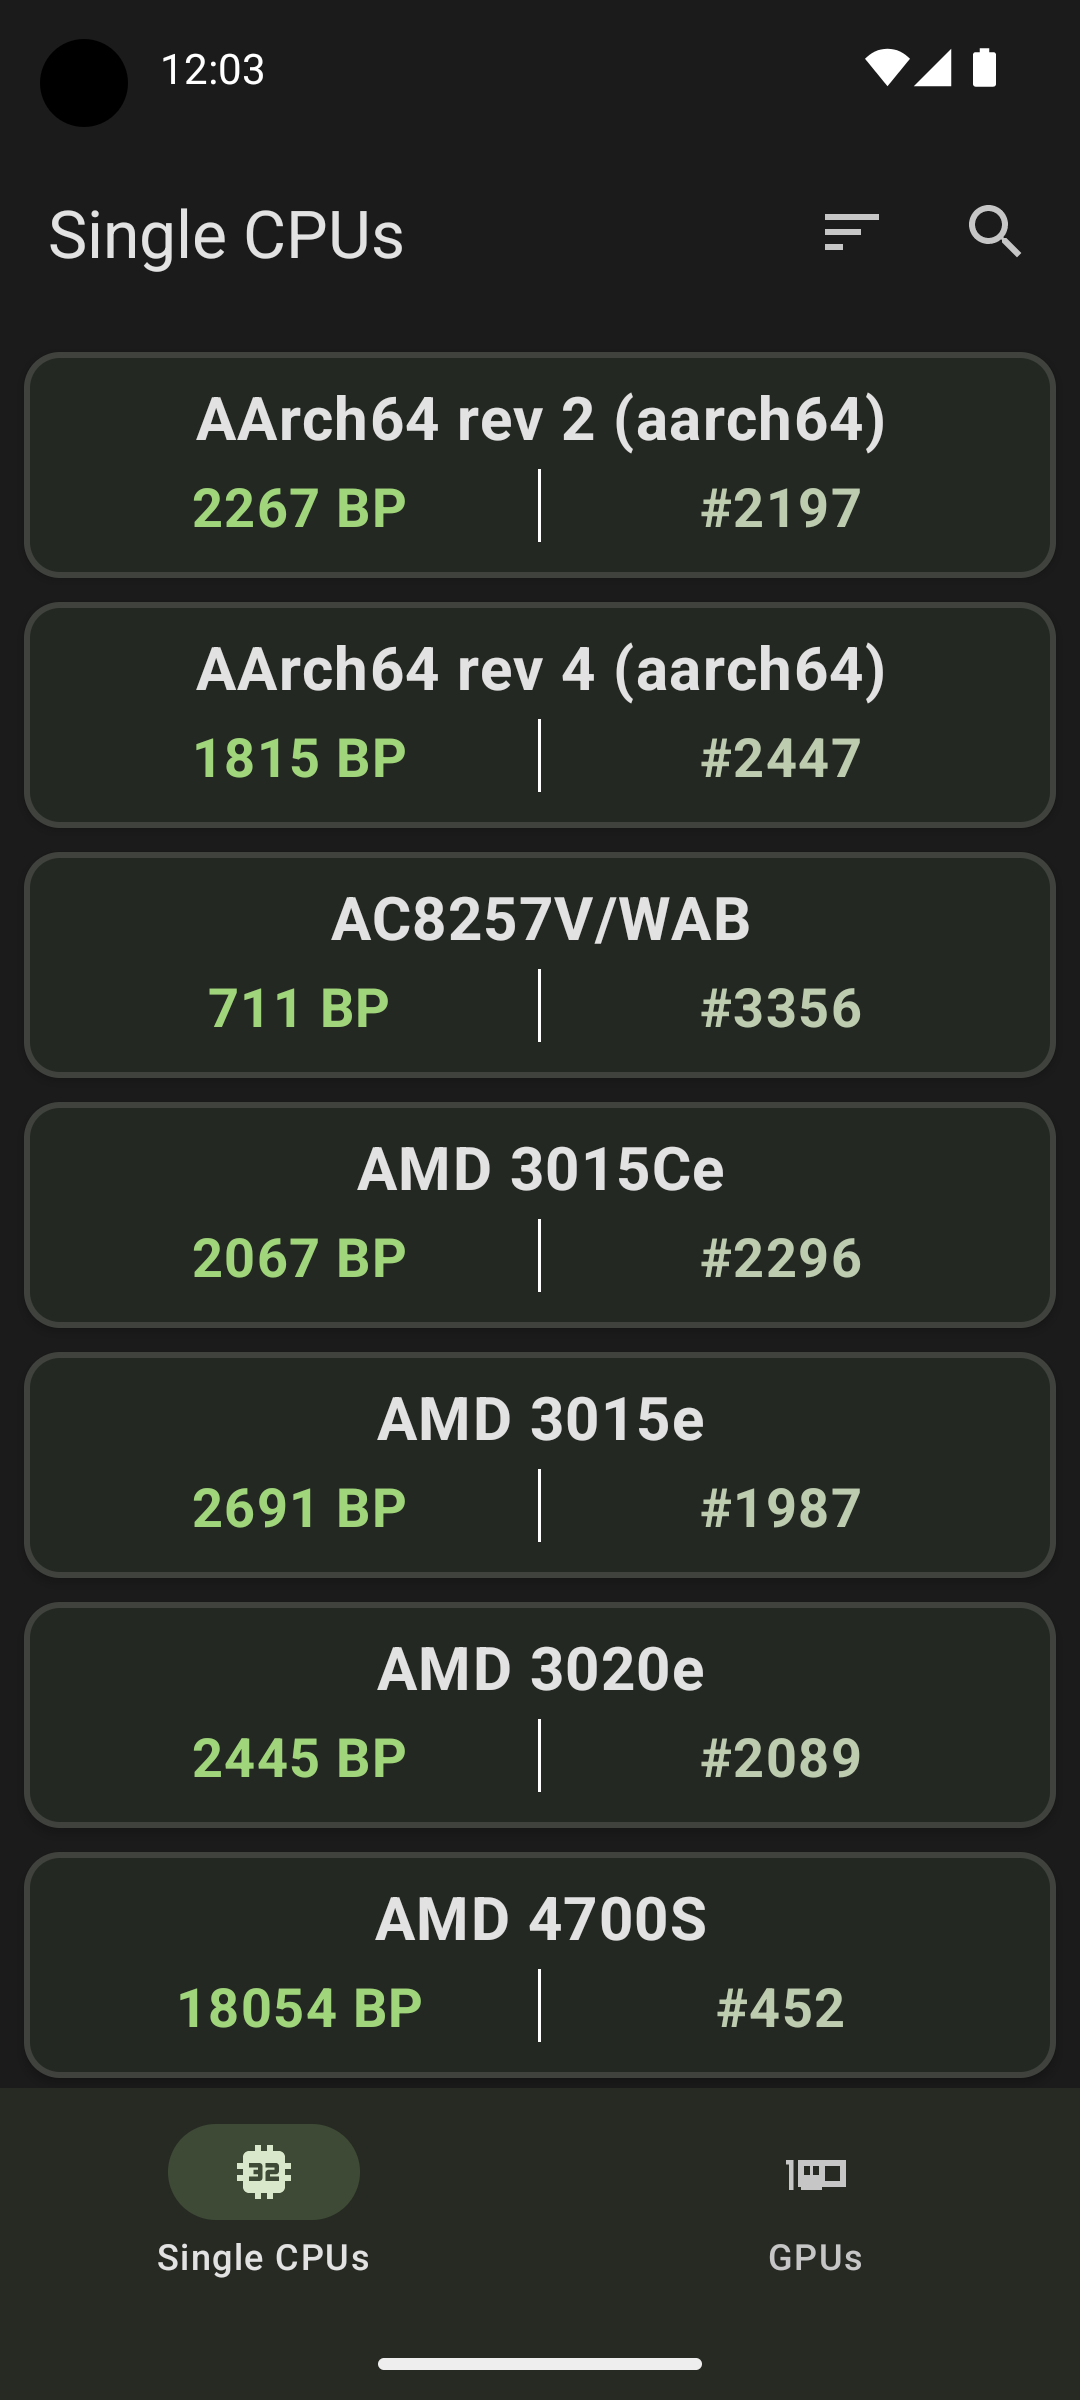 12:03
Single CPUs
AArch64 rev 2 (aarch64)
2267 BP #2197
AArch64 rev 4 (aarch64)
1815 BP #2447
AC8257V/WAB
711 BP #3356
AMD 3015Ce
2067 BP #2296
AMD 3015e
2691 BP #1987
AMD 3020e
2445 BP #2089
AMD 4700S
18054 BP #452
32
Single CPUs GPUs